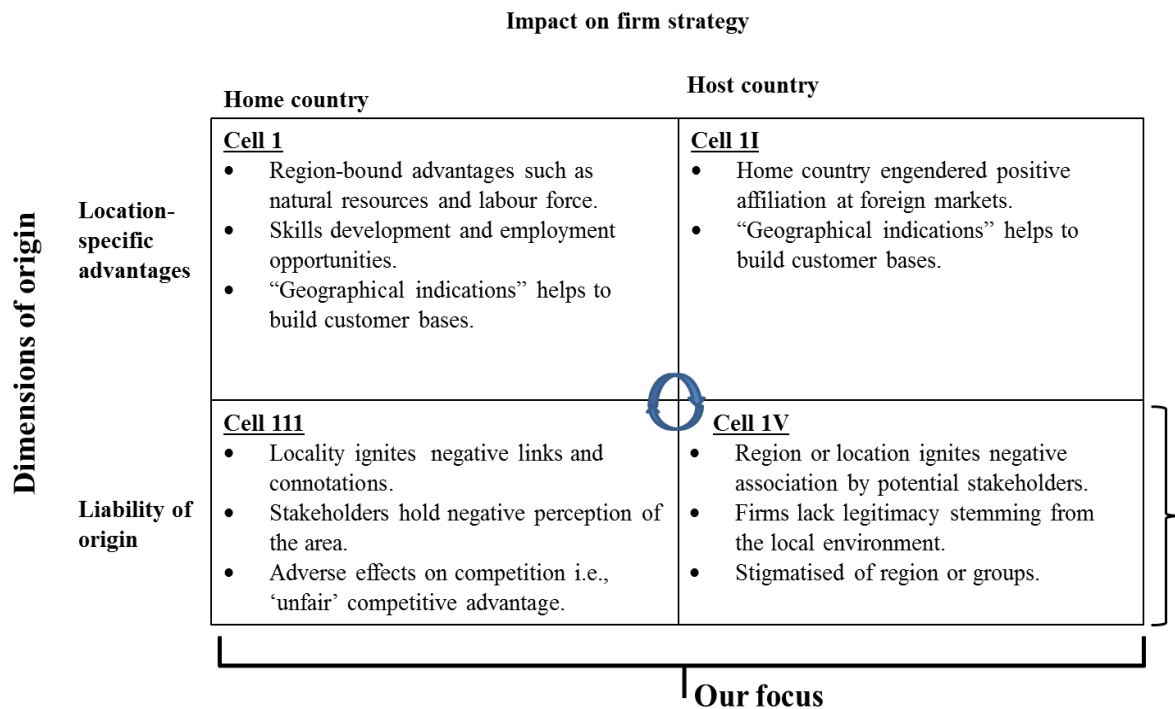 Impact on firm strategy
Home country
Host country
Dimensions of origin
Location-
specific
advantages
Cell 1
• Region-bound advantages such as
natural resources and labour force.
• Skills development and employment
opportunities.
• “Geographical indications” helps to
build customer bases.
Cell 1I
• Home country engendered positive
affiliation at foreign markets.
• “Geographical indications” helps to
build customer bases.
Liability of
origin
Cell 111
• Locality ignites negative links and
connotations.
• Stakeholders hold negative perception of
the area.
• Adverse effects on competition i.e.,
‘unfair’ competitive advantage.
Cell 1V
• Region or location ignites negative
association by potential stakeholders.
• Firms lack legitimacy stemming from
the local environment.
• Stigmatised of region or groups.
Our focus